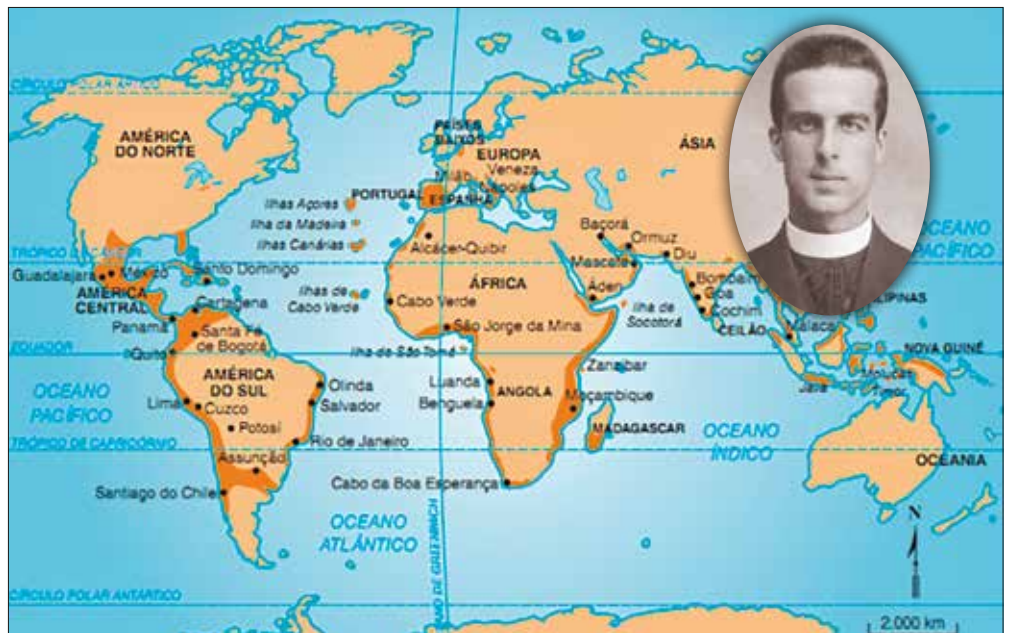 CÍRCULO POLAR ÁRTICO
AMÉRICA
DO NORTE
PAÍSES
BAIXOS
EUROPA
ÁSIA
Milão
Veneza
Nápoles
PORTUGAL
ESPANHA
Ilhas Açores
Ilha da Madeira
Ilhas Canárias
Alcácer-Quibir
Baçorá
Ormuz
Mascate
Diu
OCEANO
PACÍFICO
TRÓPICO DE
Guadalajara
México
Santo Domingo
AMÉRICA
CENTRAL
Cartagena
Ilhas de
Cabo Verde
Cabo Verde
ÁFRICA
Áden
Ilha de
Socotorá
Bompaim
Goa
Cochim
CEILÃO
Malaca
Panamá
Santa Fé
de Bogotá
São Jorge da Mina
Ilha de São Tomé
NOVA GUINÉ
EQUADOR
Quito
AMÉRICA
DO SUL
Olinda
Salvador
Luanda
Benguela
ANGOLA
Zanzibar
Moçambique
MADAGASCAR
Java
Molucas
Timor
OCEANO
PACÍFICO
Lima
Cuzco
Potosí
TRÓPICO DE CAPRICÓRNIO
Rio de Janeiro
Assunção
OCEANO
ÍNDICO
OCEANIA
Santiago do Chile
Cabo da Boa Esperança
OCEANO
ATLÂNTICO
DE GREENWICH
N
CÍRCULO POLAR ANTÁRTICO
2.000 km